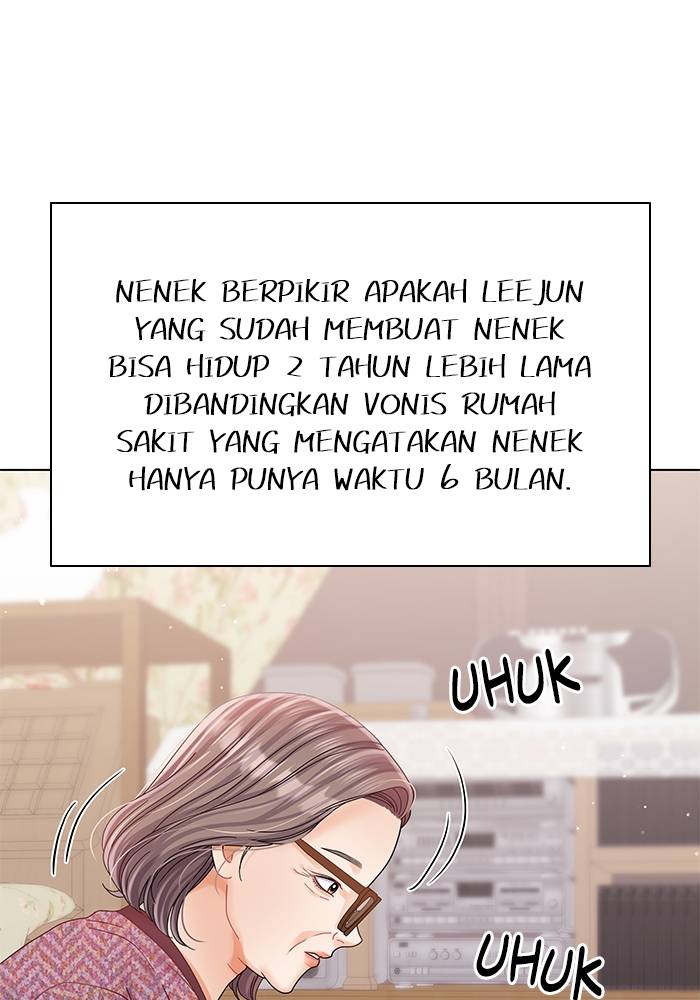 NENEK BERPIKIR APAKAH LEEJUN
YANG SUDAH MEMBUAT NENEK
BISA HIDUP 2 TAHUN LEBIH LAMA
DIBANDINGKAN VONIS RUMAH
SAKIT YANG MENGATAKAN NENEK
HANYA PUNYA WAKTU 6 BULAN.
UHUK
UHUK